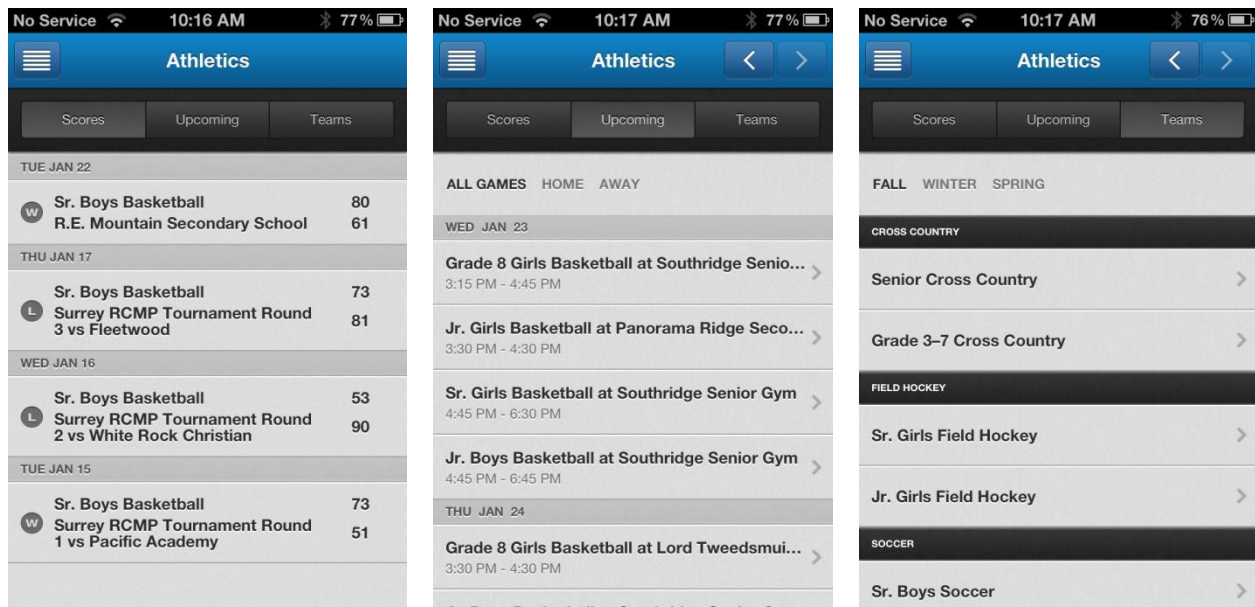 No Service 10:16 AM 77%
Athletics
Scores Upcoming Teams
TUE JAN 22
W
Sr. Boys Basketball 80
R.E. Mountain Secondary School 61
THU JAN 17
L
Sr. Boys Basketball 73
Surrey RCMP Tournament Round
3 vs Fleetwood 81
WED JAN 16
L
Sr. Boys Basketball 53
Surrey RCMP Tournament Round
2 vs White Rock Christian 90
TUE JAN 15
W
Sr. Boys Basketball 73
Surrey RCMP Tournament Round
1 vs Pacific Academy 51
No Service 10:17 AM 77%
Athletics
Scores Upcoming Teams
ALL GAMES HOME AWAY
WED JAN 23
Grade 8 Girls Basketball at Southridge Senio...
3:15 PM - 4:45 PM
Jr. Girls Basketball at Panorama Ridge Seco...
3:30 PM - 4:30 PM
Sr. Girls Basketball at Southridge Senior Gym
4:45 PM - 6:30 PM
Jr. Boys Basketball at Southridge Senior Gym
4:45 PM - 6:45 PM
THU JAN 24
Grade 8 Girls Basketball at Lord Tweedsmui...
3:30 PM - 4:30 PM
No Service 10:17 AM 76%
Athletics
Scores Upcoming Teams
FALL WINTER SPRING
CROSS COUNTRY
Senior Cross Country
Grade 3–7 Cross Country
FIELD HOCKEY
Sr. Girls Field Hockey
Jr. Girls Field Hockey
SOCCER
Sr. Boys Soccer